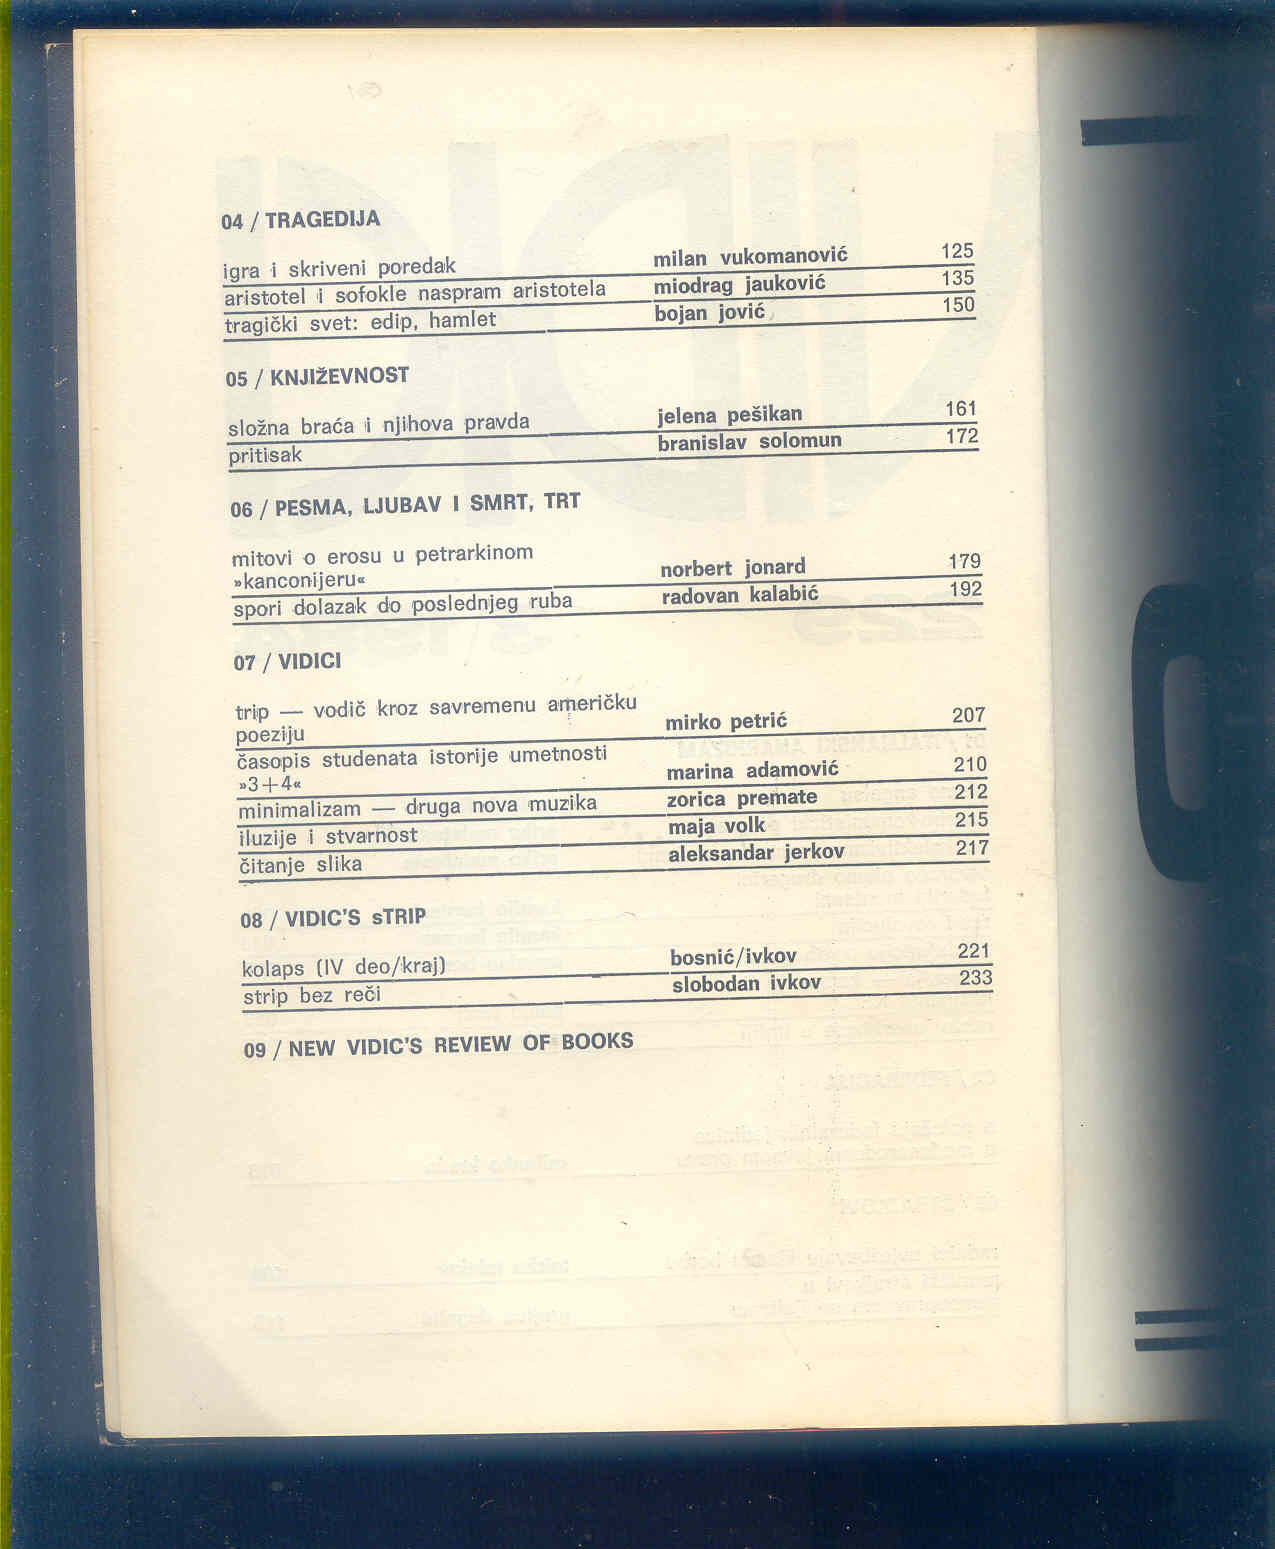 04 / TRAGEDIJA
igra i skriveni poredak milan vukomanović 125
aristotel i sofokle naspram aristotela miodrag jauković 135
tragički svet: edip, hamlet bojan jović 150
05 / KNJIŽEVNOST
složna braća i njihova pravda jelena pešikan 161
pritisak branislav solomun 172
06 / PESMA, LJUBAV I SMRT, TRT
mitovi o erosu u petrarkinom
»kanconijeru« norbert jonard 179
spori dolazak do poslednjeg ruba radovan kalabić 192
07 / VIDICI
trip — vodič kroz savremenu američku
poeziju mirko petrić 207
časopis studenata istorije umetnosti
»3+4« marina adamović 210
minimalizam — druga nova muzika zorica premate 212
iluzije i stvarnost maja volk 215
čitanje slika aleksandar jerkov 217
08 / VIDIC'S sTRIP
kolaps (IV deo/kraj) bosnić/ivkov 221
strip bez reči slobodan ivkov 233
09 / NEW VIDIC'S REVIEW OF BOOKS